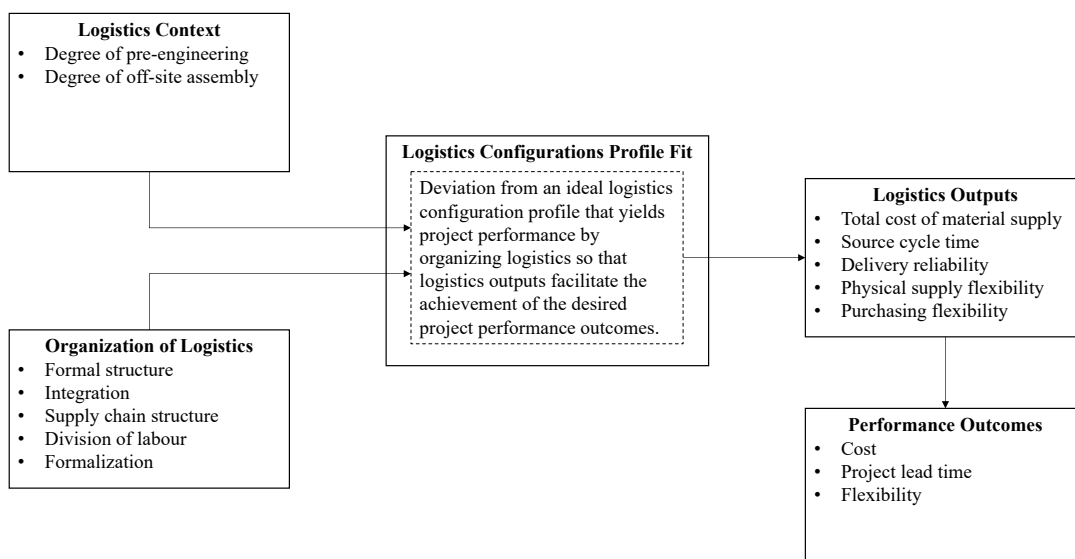 Logistics Context
• Degree of pre-engineering
• Degree of off-site assembly
Logistics Configurations Profile Fit
Deviation from an ideal logistics
configuration profile that yields
project performance by
organizing logistics so that
logistics outputs facilitate the
achievement of the desired
project performance outcomes.
Organization of Logistics
• Formal structure
• Integration
• Supply chain structure
• Division of labour
• Formalization
Logistics Outputs
• Total cost of material supply
• Source cycle time
• Delivery reliability
• Physical supply flexibility
• Purchasing flexibility
Performance Outcomes
• Cost
• Project lead time
• Flexibility